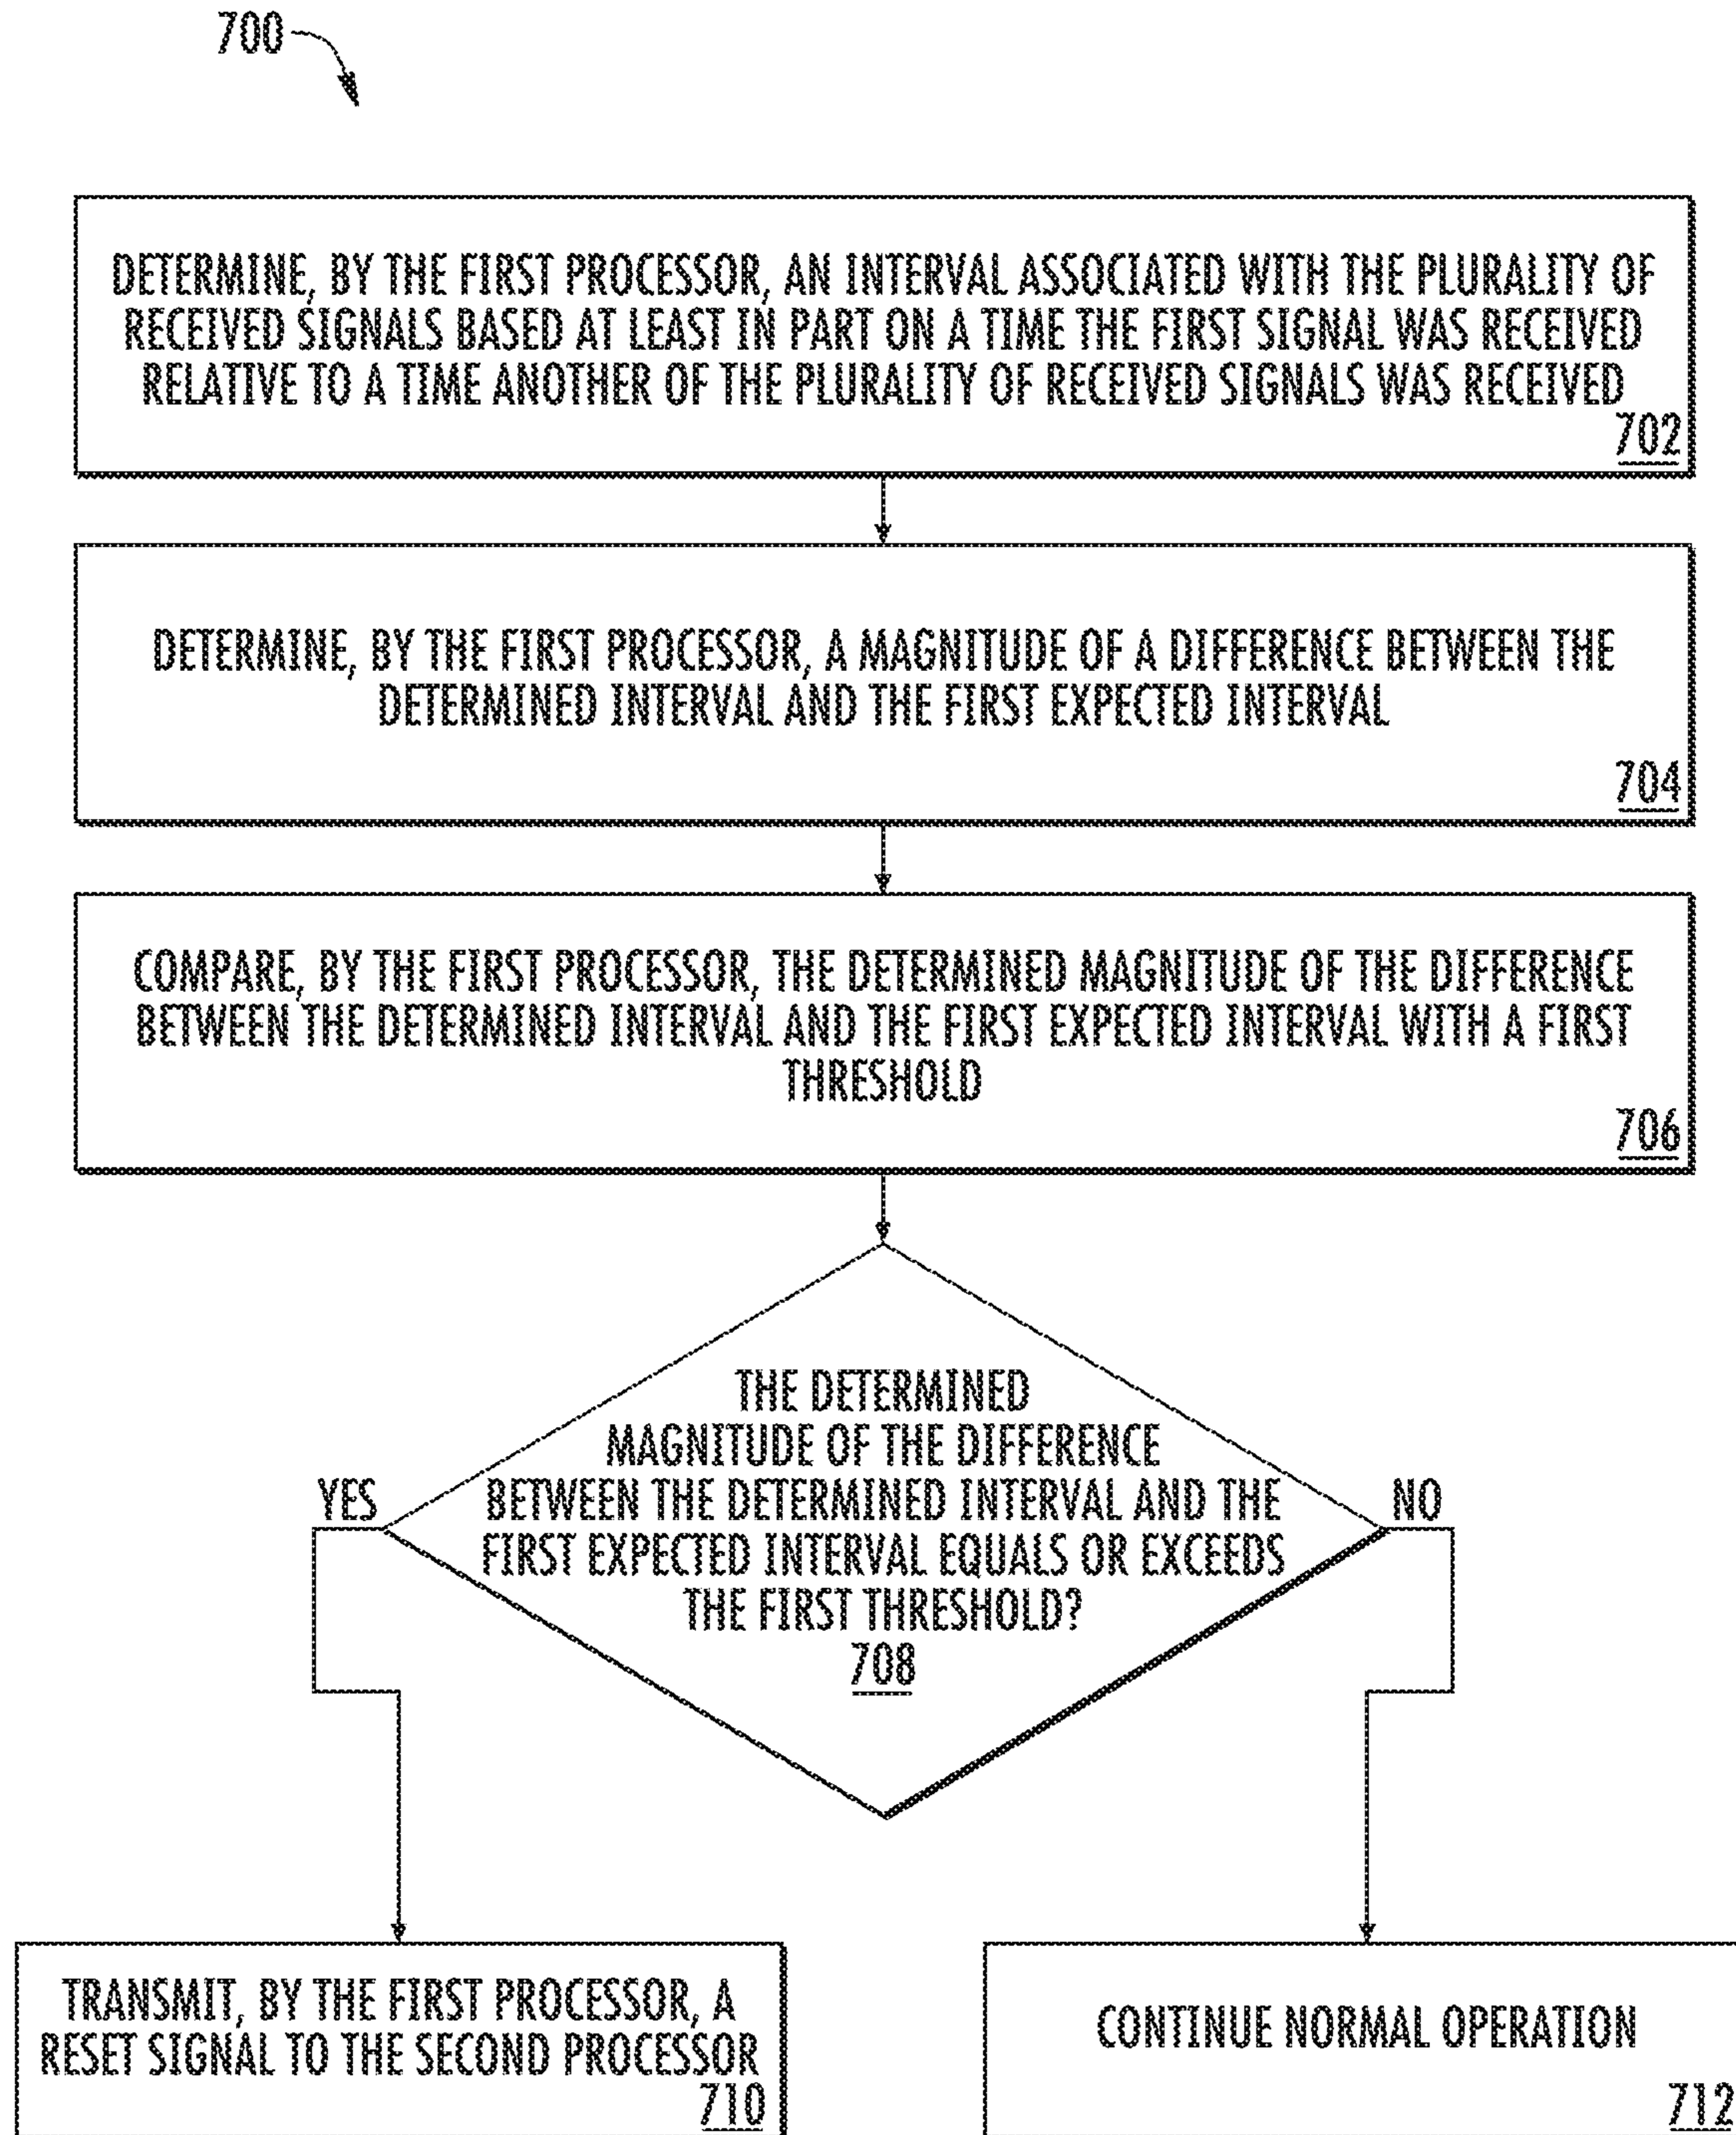 700
DETERMINE, BY THE FIRST PROCESSOR, AN INTERVAL ASSOCIATED WITH THE PLURALITY OF
RECEIVED SIGNALS BASED AT LEAST IN PART ON A TIME THE FIRST SIGNAL WAS RECEIVED
RELATIVE TO A TIME ANOTHER OF THE PLURALITY OF RECEIVED SIGNALS WAS RECEIVED
702
DETERMINE, BY THE FIRST PROCESSOR, A MAGNITUDE OF A DIFFERENCE BETWEEN THE
DETERMINED INTERVAL AND THE FIRST EXPECTED INTERVAL
704
COMPARE, BY THE FIRST PROCESSOR, THE DETERMINED MAGNITUDE OF THE DIFFERENCE
BETWEEN THE DETERMINED INTERVAL AND THE FIRST EXPECTED INTERVAL WITH A FIRST
THRESHOLD
706
THE DETERMINED
MAGNITUDE OF THE DIFFERENCE
BETWEEN THE DETERMINED INTERVAL AND THE
FIRST EXPECTED INTERVAL EQUALS OR EXCEEDS
THE FIRST THRESHOLD?
708
YES
NO
TRANSMIT, BY THE FIRST PROCESSOR, A
RESET SIGNAL TO THE SECOND PROCESSOR
710
CONTINUE NORMAL OPERATION
712